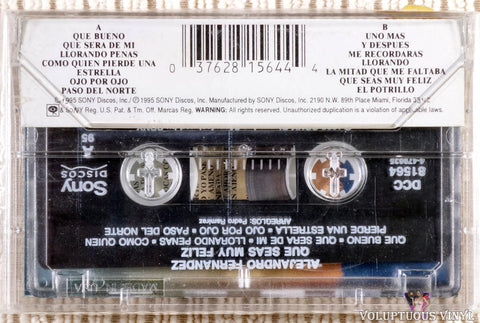 A
QUE BUENO
QUE SERA DE MI
LLORANDO PENAS
COMO QUIEN PIERDE UNA
ESTRELLA
OJO POR OJO
PASO DEL NORTE
B
UNO MAS
Y DESPUES
ME RECORDARAS
LLORANDO
LA MITAD QUE ME FALTABA
QUE SEAS MUY FELIZ
EL POTRILLO
0 37628 15644 4
℗1995 SONY Discos, Inc./ © 1995 SONY Discos, Inc. Manufactured by SONY Discos, Inc. 2190 N.W. 89th Place Miami, Florida
SONY Reg. U.S. Pat. & Tm. Off. Marcas Reg. WARNING: All rights reserved. Unauthorized duplication is a violation of applicable laws.
ALEJANDRO FERNANDEZ
QUE SEAS MUY FELIZ
QUE BUENO · QUE SERA DE MI · LLORANDO PENAS · COMO QUIEN
PIERDE UNA ESTRELLA · OJO POR OJO · PASO DEL NORTE
ARREGLOS: Pedro Ramirez
Sony
DISCOS
95
DCC
81564
MADE IN
VOLUPTUOUS VINYL